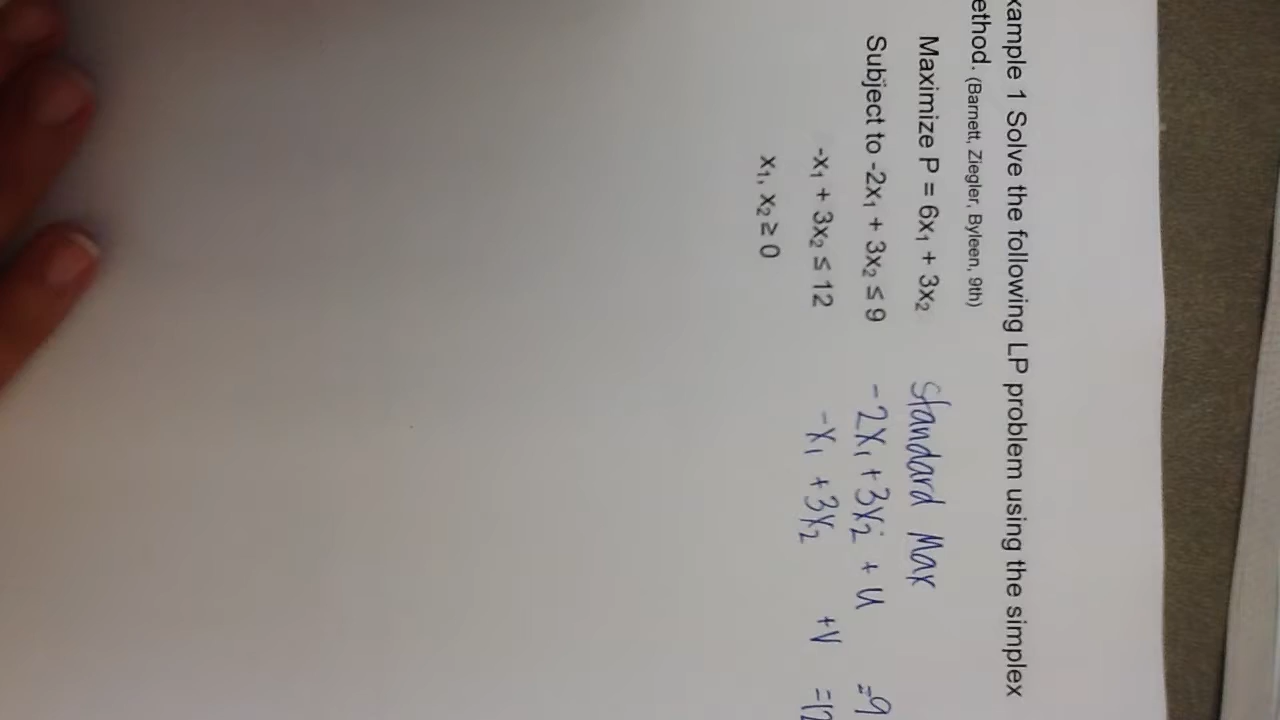 xample 1 Solve the following LP problem using the simplex
ethod. (Barnett, Ziegler, Byleen, 9th)
Maximize P = 6x₁ + 3x₂ Standard Max
Subject to -2x₁ + 3x₂ ≤ 9 -2x₁ + 3x₂ + u = 9
-x₁ + 3x₂ ≤ 12 -x₁ + 3x₂ + v = 12
x₁, x₂ ≥ 0